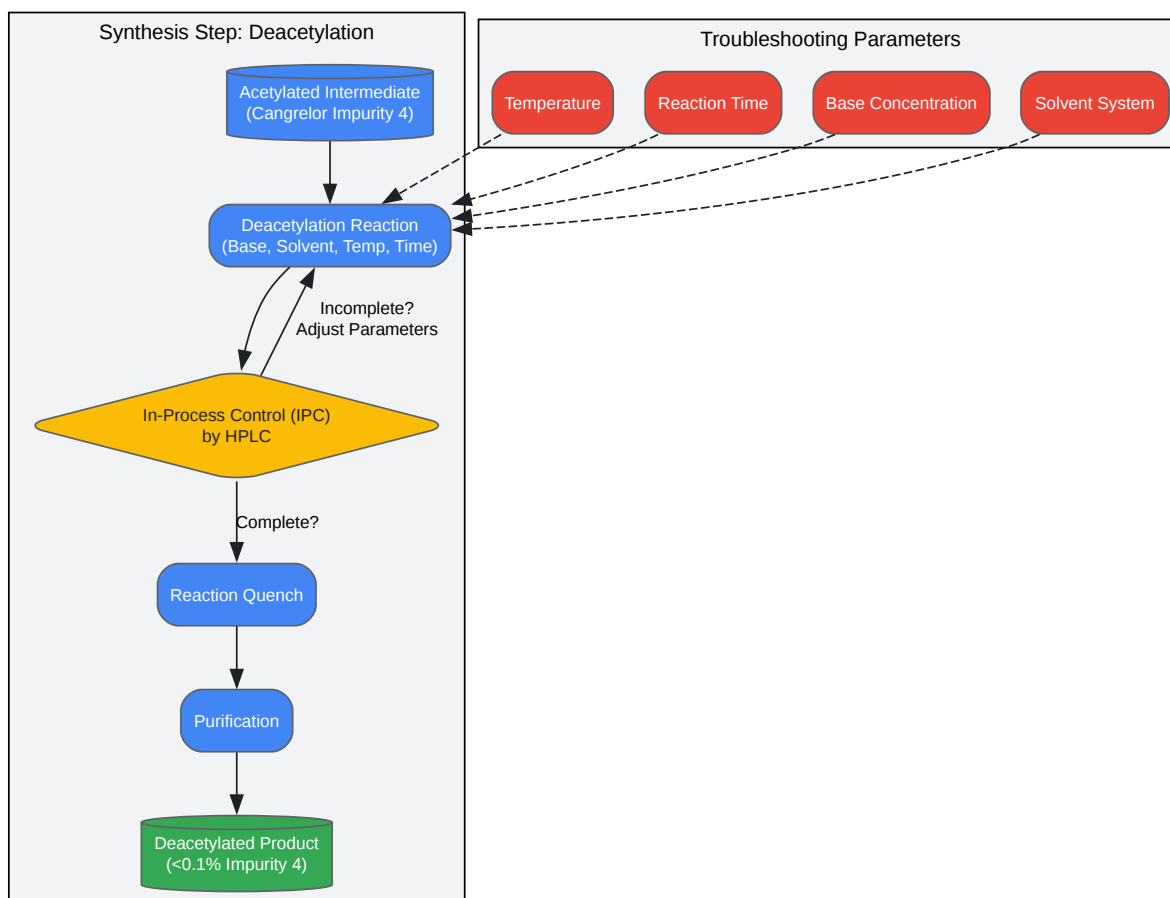 Synthesis Step: Deacetylation
Troubleshooting Parameters
Acetylated Intermediate
(Cangrelor Impurity 4)
Temperature
Reaction Time
Base Concentration
Solvent System
Deacetylation Reaction
(Base, Solvent, Temp, Time)
Incomplete?
Adjust Parameters
In-Process Control (IPC)
by HPLC
Complete?
Reaction Quench
Purification
Deacetylated Product
(<0.1% Impurity 4)